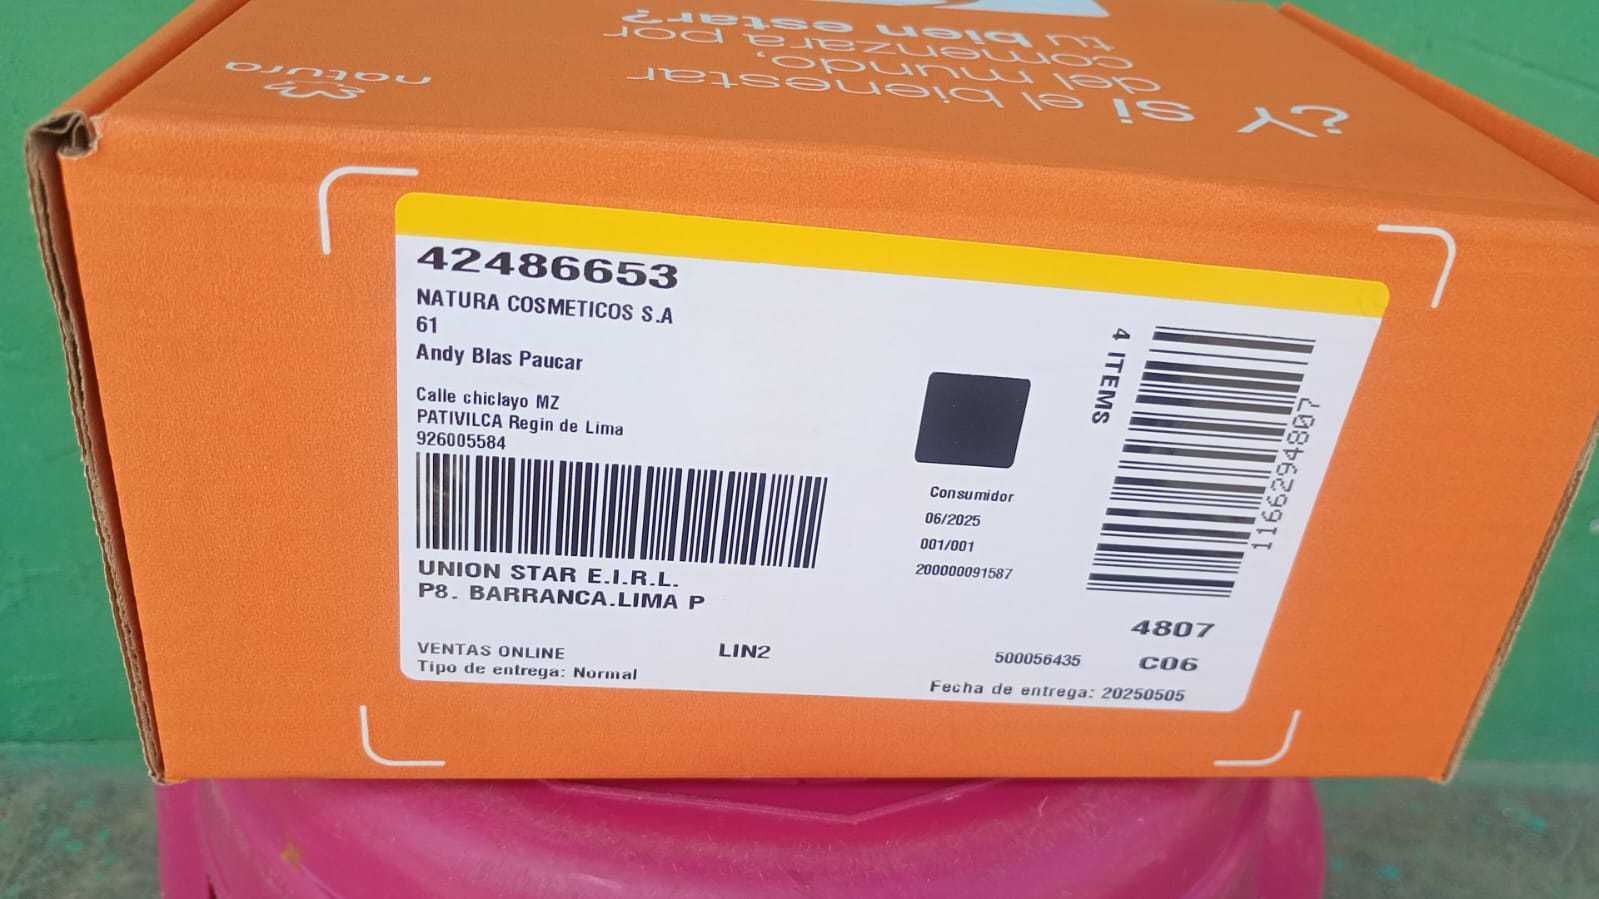 ¿Y si el bienestar
del mundo,
comenzara por
tu bien estar?
natura
42486653
NATURA COSMETICOS S.A
61
Andy Blas Paucar
Calle chiclayo MZ
PATIVILCA Regin de Lima
926005584
UNION STAR E.I.R.L.
P8. BARRANCA.LIMA P
VENTAS ONLINE
LIN2
Tipo de entrega: Normal
Consumidor
06/2025
001/001
200000091587
4 ITEMS
1166294807
4807
500056435
C06
Fecha de entrega: 20250505